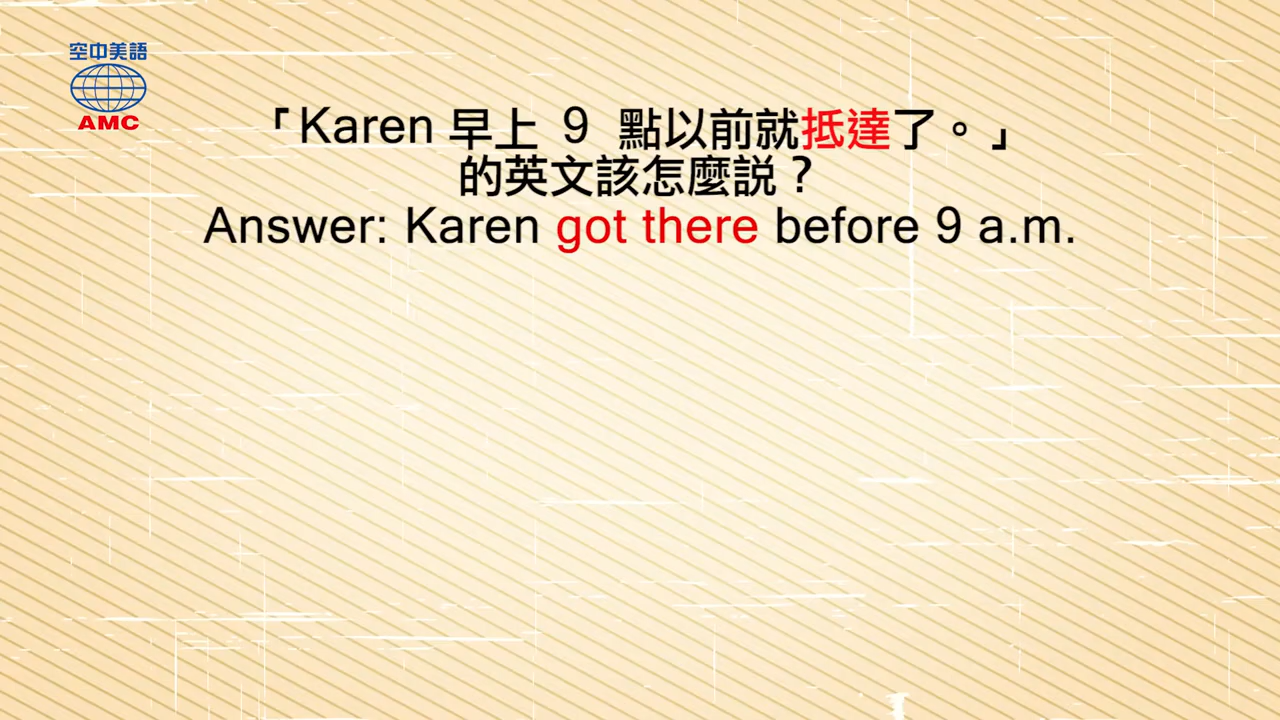 空中美語
AMC
「Karen 早上 9 點以前就抵達了。」
的英文該怎麼説？
Answer: Karen got there before 9 a.m.